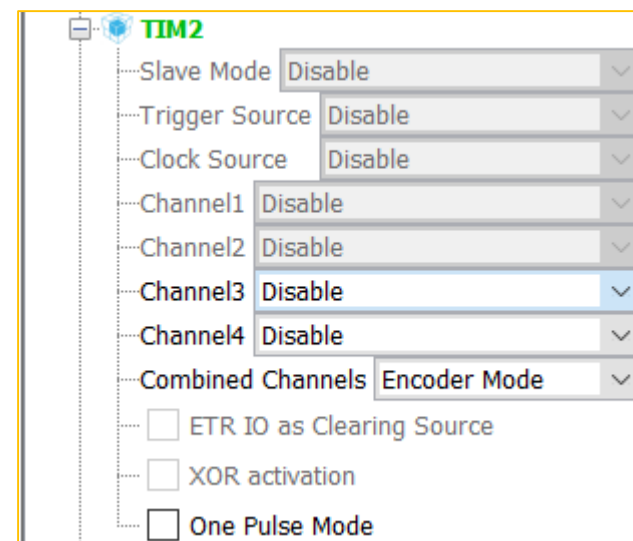 TIM2
Slave Mode Disable
Trigger Source Disable
Clock Source Disable
Channel1 Disable
Channel2 Disable
Channel3 Disable
Channel4 Disable
Combined Channels Encoder Mode
ETR IO as Clearing Source
XOR activation
One Pulse Mode